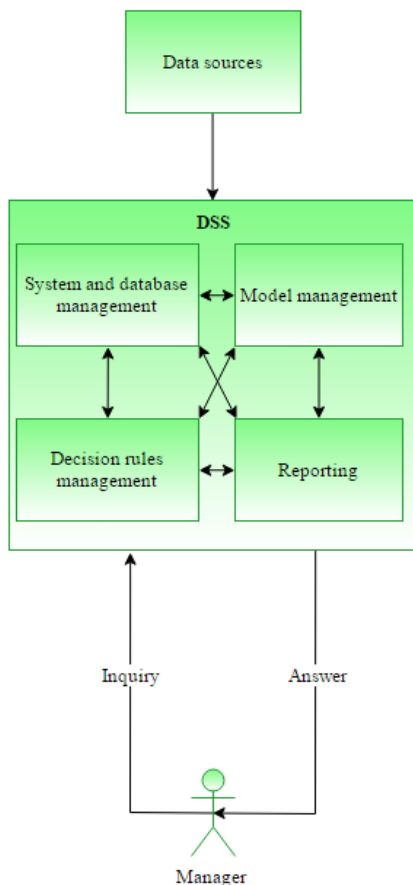 Data sources
DSS
System and database
management
Model management
Decision rules
management
Reporting
Inquiry
Answer
Manager